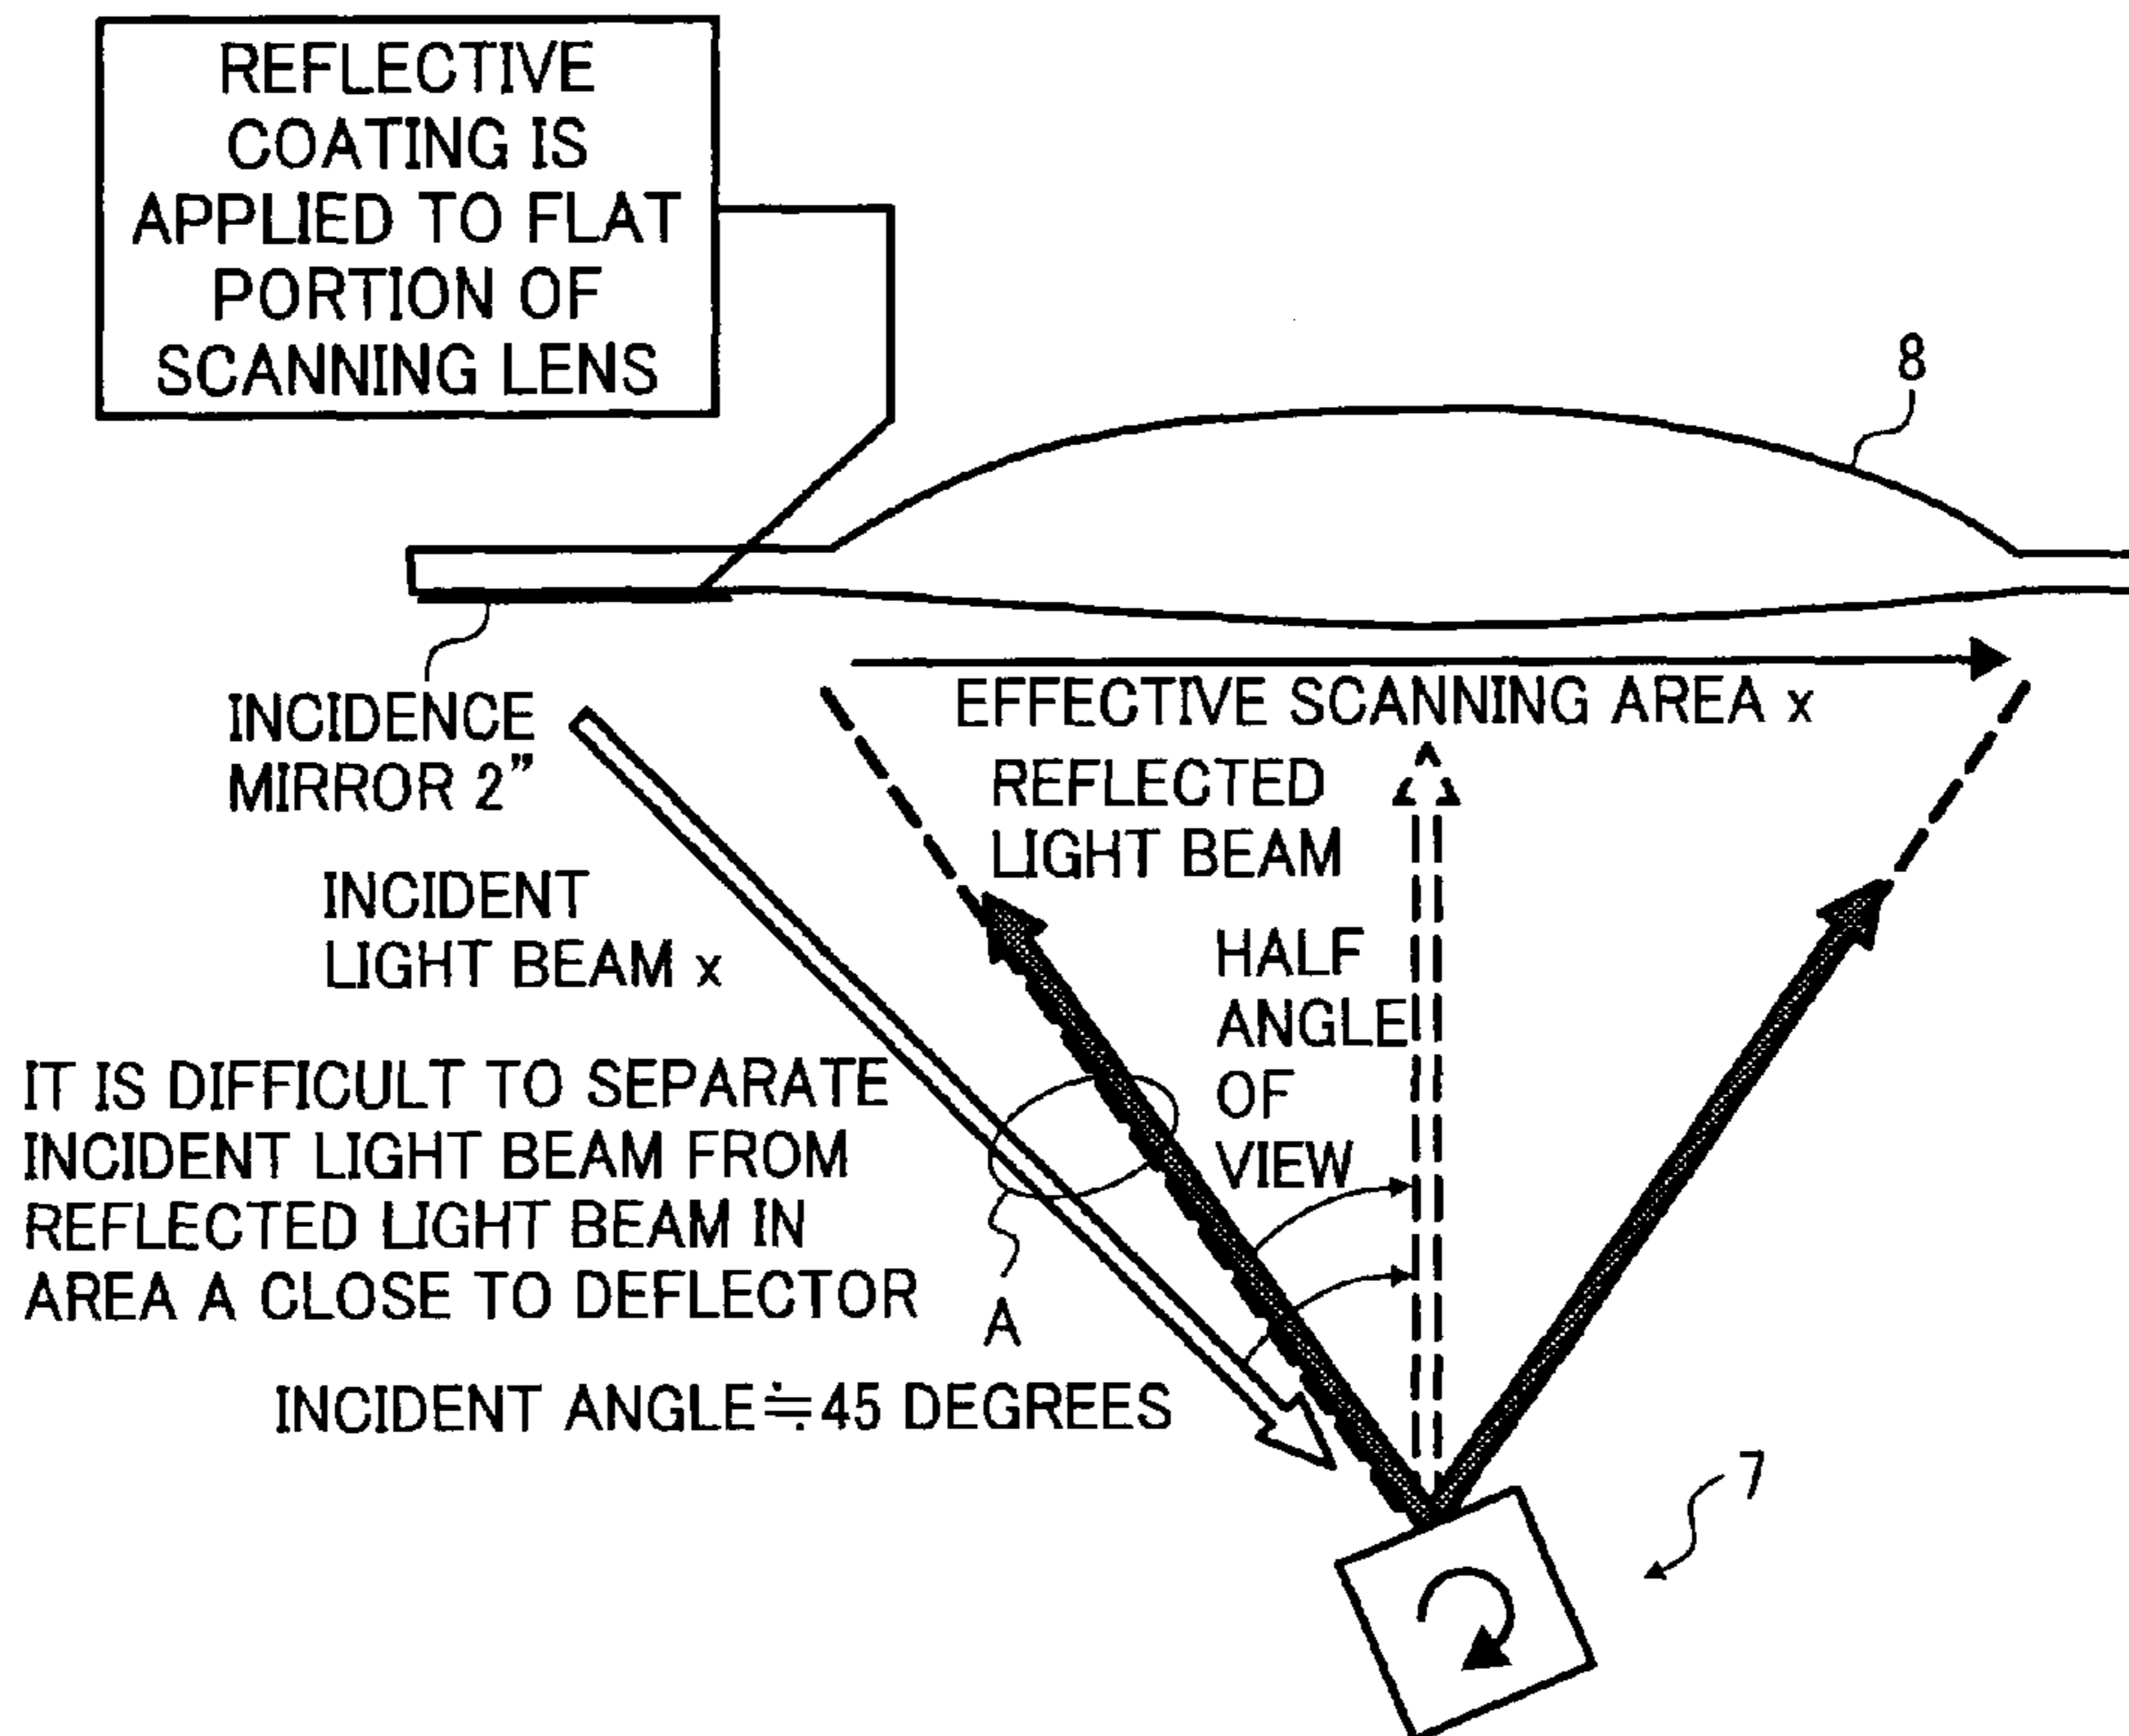 REFLECTIVE
COATING IS
APPLIED TO FLAT
PORTION OF
SCANNING LENS
8
INCIDENCE
MIRROR 2”
EFFECTIVE SCANNING AREA x
REFLECTED
LIGHT BEAM
INCIDENT
LIGHT BEAM x
HALF
ANGLE
OF
VIEW
IT IS DIFFICULT TO SEPARATE
INCIDENT LIGHT BEAM FROM
REFLECTED LIGHT BEAM IN
AREA A CLOSE TO DEFLECTOR
A
INCIDENT ANGLE≒45 DEGREES
7